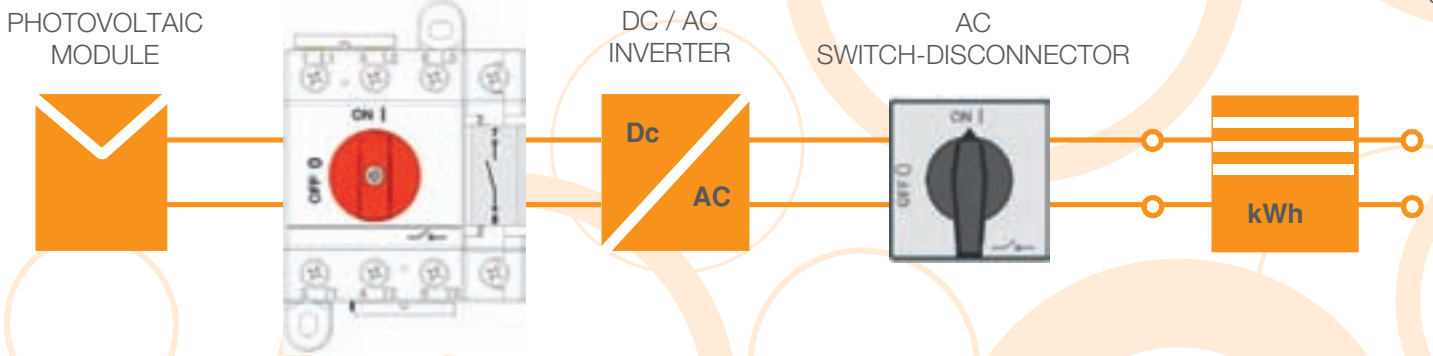 PHOTOVOLTAIC
MODULE
DC / AC
INVERTER
AC
SWITCH-DISCONNECTOR
ON I
OFF O
Dc
AC
ON I
OFF O
kWh